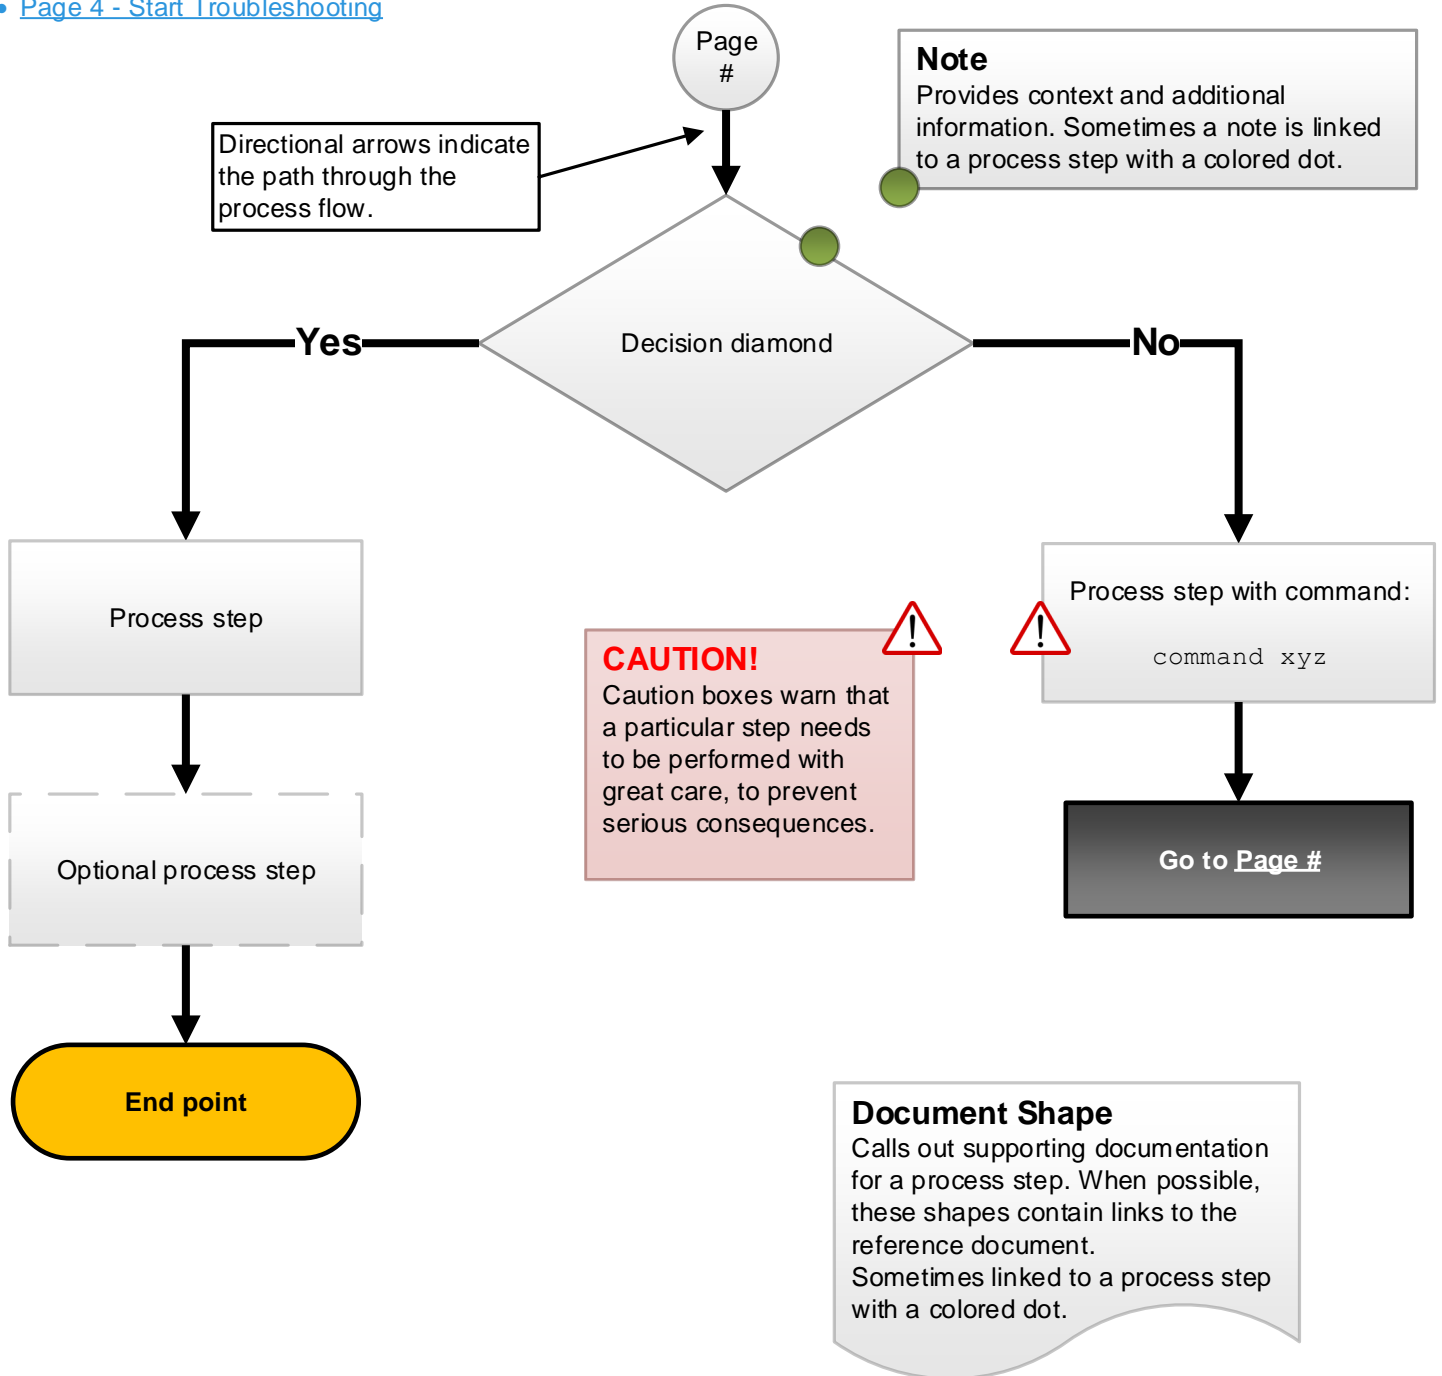 Page 4 - Start Troubleshooting
Page
#
Note
Provides context and additional
information. Sometimes a note is linked
to a process step with a colored dot.
Directional arrows indicate
the path through the
process flow.
Yes
Decision diamond
No
Process step
Process step with command:
command xyz
CAUTION!
Caution boxes warn that
a particular step needs
to be performed with
great care, to prevent
serious consequences.
Optional process step
Go to Page #
End point
Document Shape
Calls out supporting documentation
for a process step. When possible,
these shapes contain links to the
reference document.
Sometimes linked to a process step
with a colored dot.